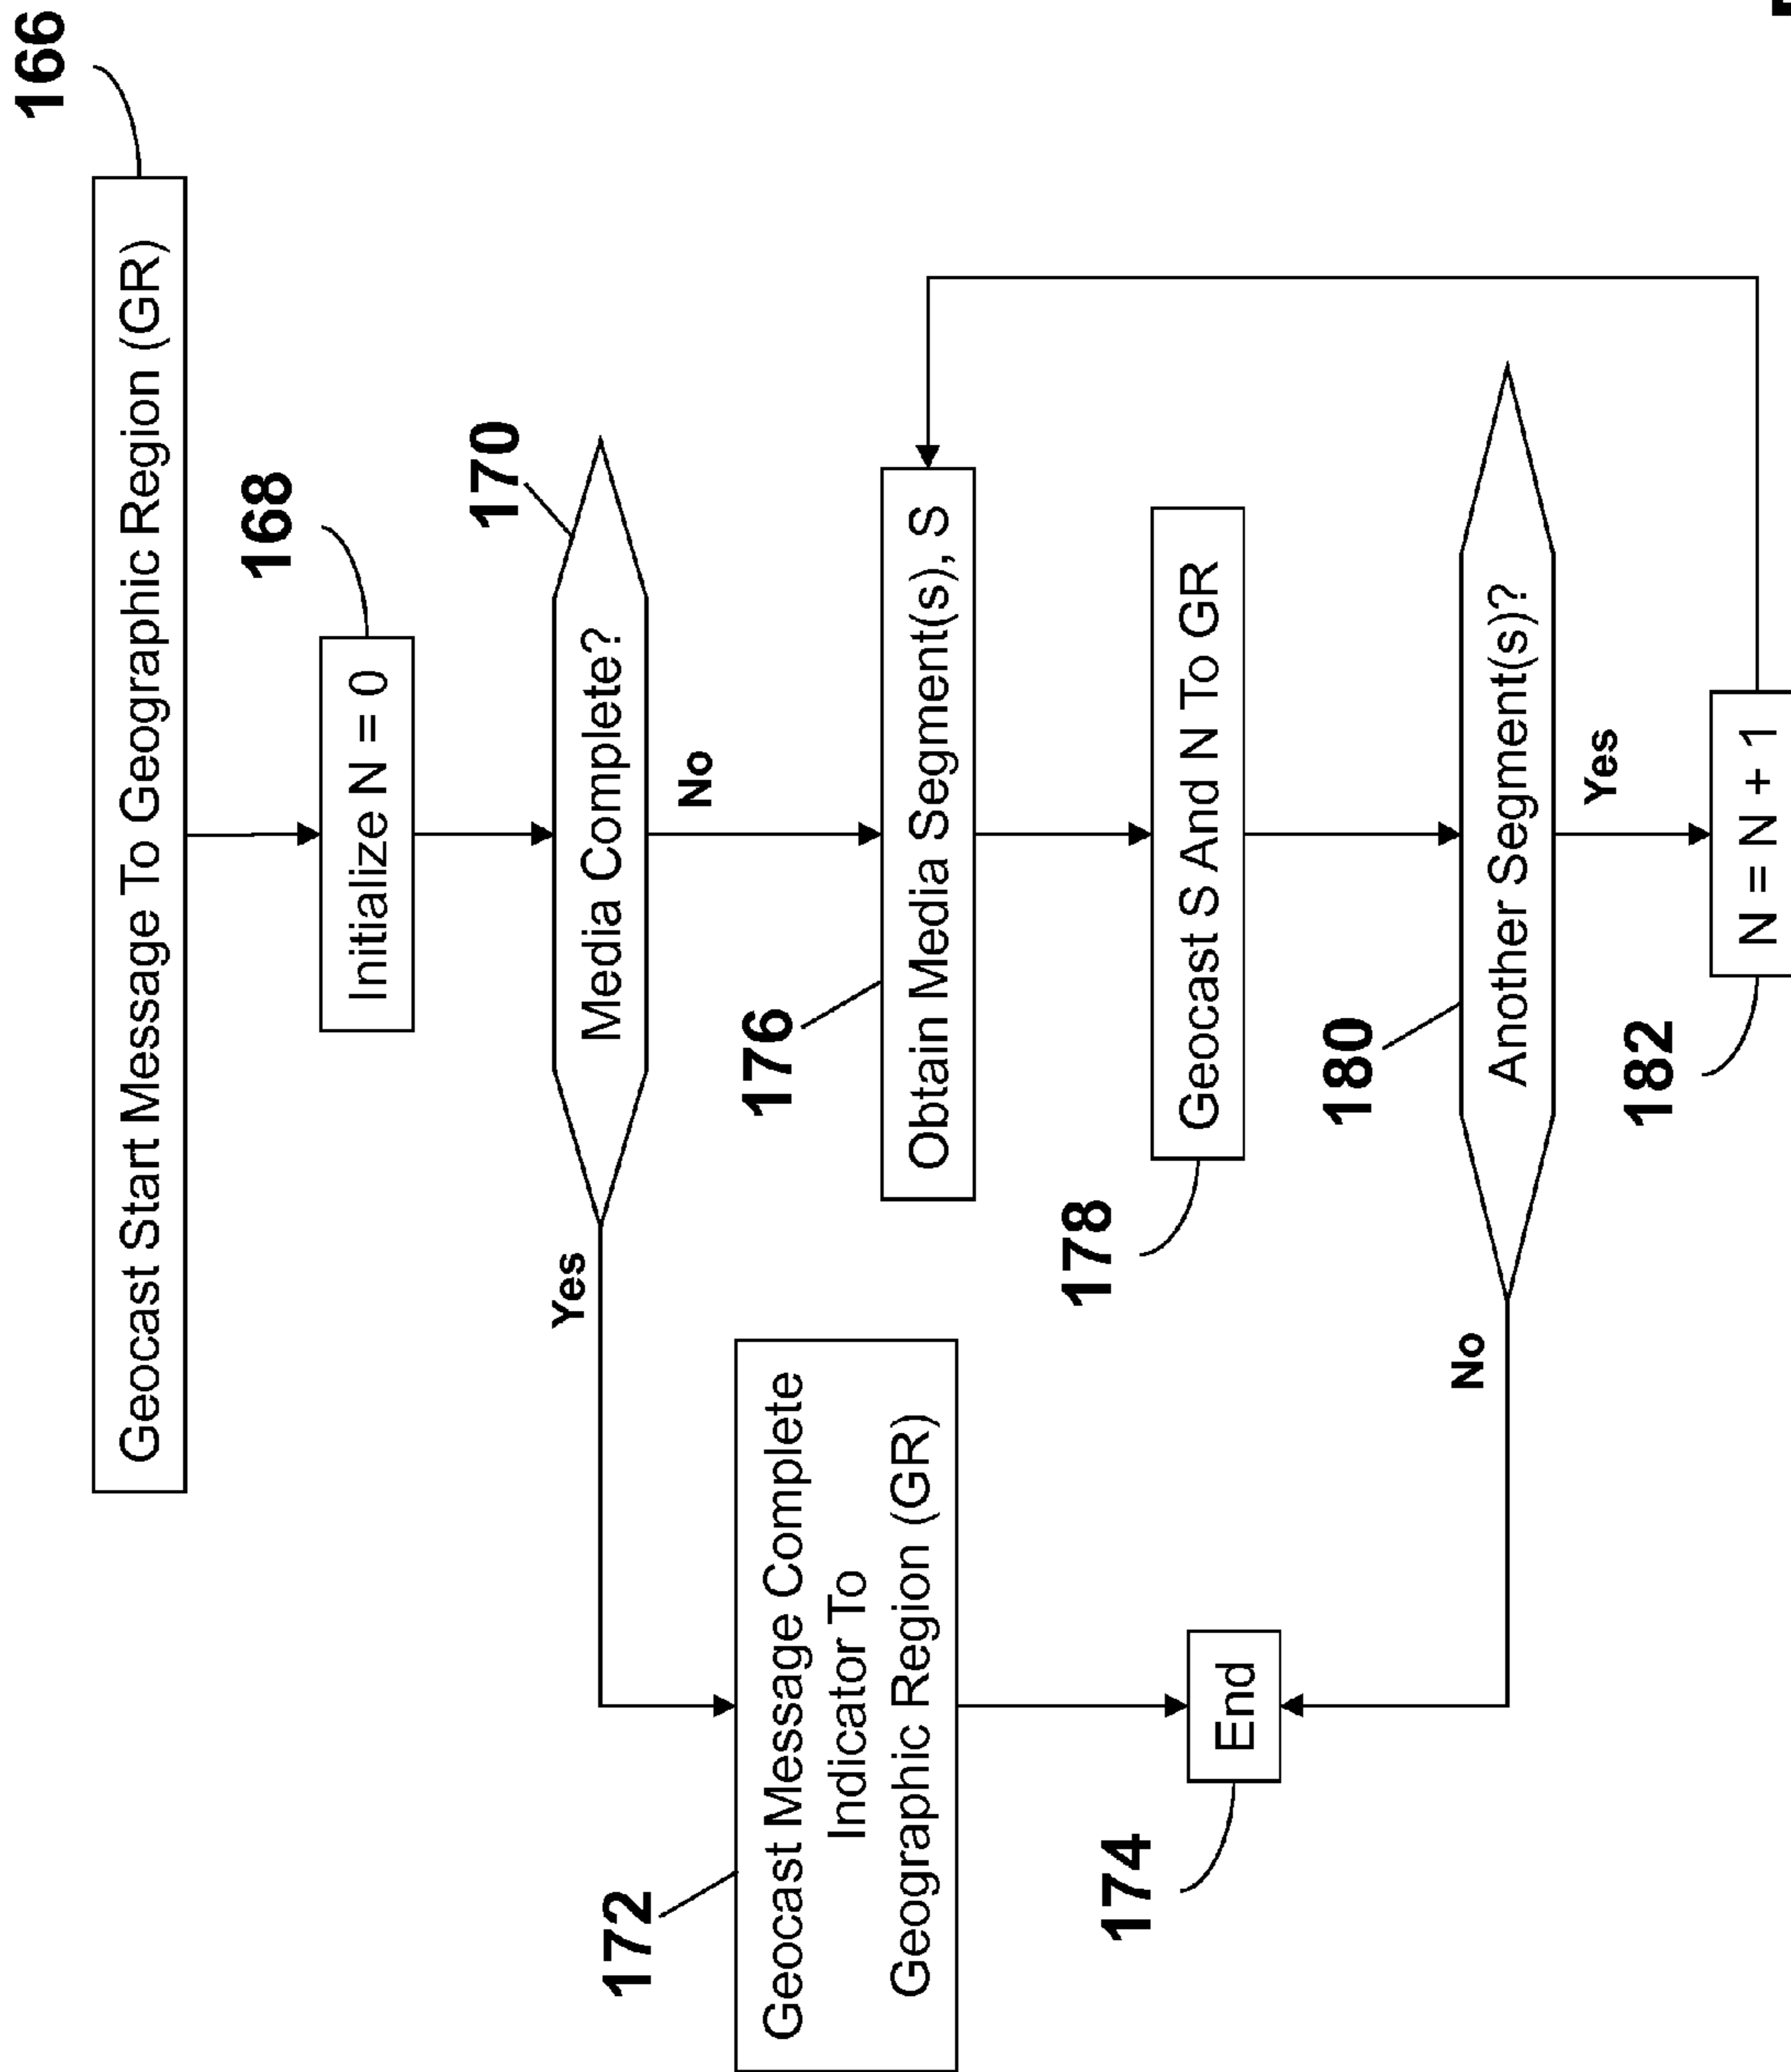 166
Geocast Start Message To Geographic Region (GR)
168
Initialize N = 0
170
Media Complete?
Yes
No
172
Geocast Message Complete
Indicator To
Geographic Region (GR)
176
Obtain Media Segment(s), S
178
Geocast S And N To GR
174
End
180
Another Segment(s)?
No
Yes
182
N = N + 1